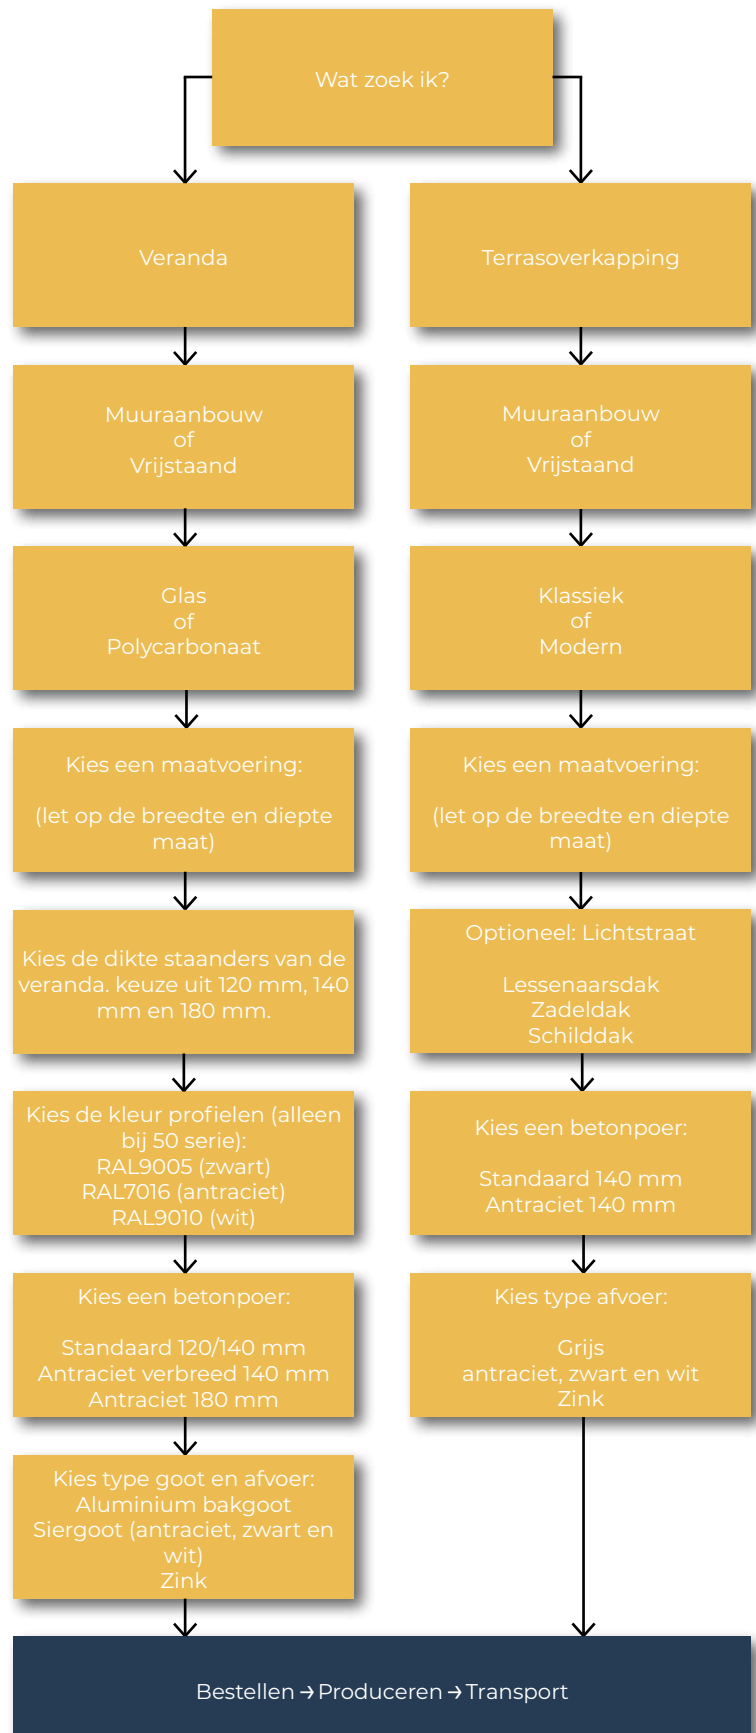 Wat zoek ik?
Veranda
Muuraanbouw
of
Vrijstaand
Glas
of
Polycarbonaat
Kies een maatvoering:
(let op de breedte en diepte
maat)
Kies de dikte staanders van de
veranda. keuze uit 120 mm, 140
mm en 180 mm.
Kies de kleur profielen (alleen
bij 50 serie):
RAL9005 (zwart)
RAL7016 (antraciet)
RAL9010 (wit)
Kies een betonpoer:
Standaard 120/140 mm
Antraciet verbreed 140 mm
Antraciet 180 mm
Kies type goot en afvoer:
Aluminium bakgoot
Siergoot (antraciet, zwart en
wit)
Zink
Terrasoverkapping
Muuraanbouw
of
Vrijstaand
Klassiek
of
Modern
Kies een maatvoering:
(let op de breedte en diepte
maat)
Optioneel: Lichtstraat
Lessenaarsdak
Zadeldak
Schilddak
Kies een betonpoer:
Standaard 140 mm
Antraciet 140 mm
Kies type afvoer:
Grijs
antraciet, zwart en wit
Zink
Bestellen → Produceren → Transport